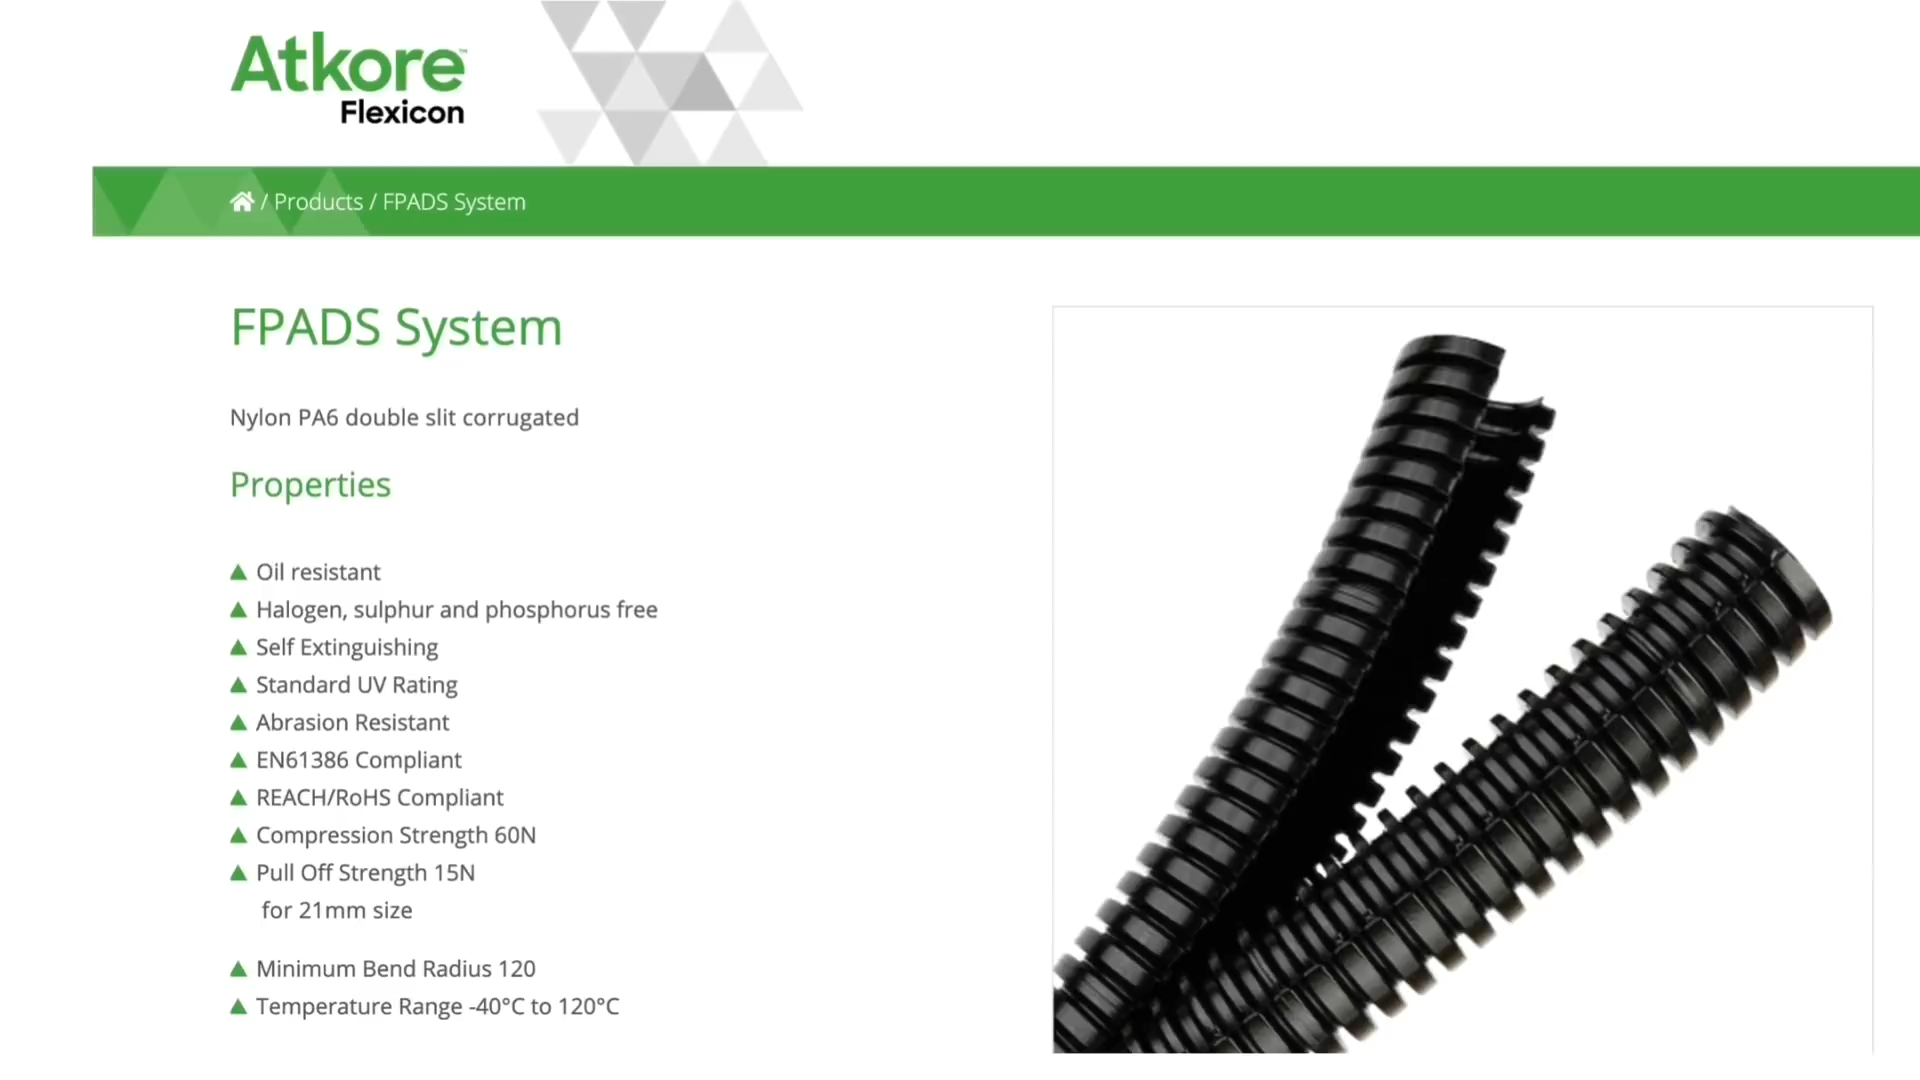 Atkore™
Flexicon
/ Products / FPADS System
FPADS System
Nylon PA6 double slit corrugated
Properties
Oil resistant
Halogen, sulphur and phosphorus free
Self Extinguishing
Standard UV Rating
Abrasion Resistant
EN61386 Compliant
REACH/RoHS Compliant
Compression Strength 60N
Pull Off Strength 15N
for 21mm size
Minimum Bend Radius 120
Temperature Range -40°C to 120°C